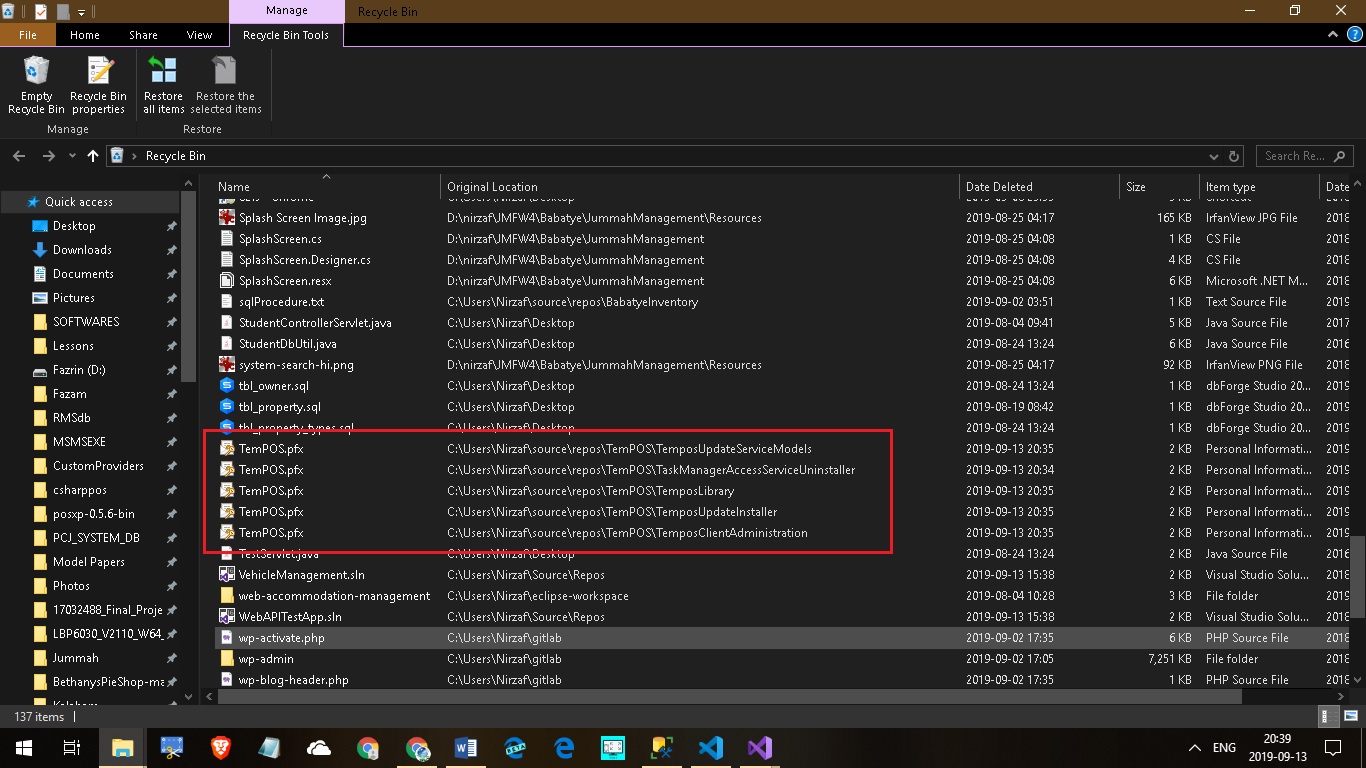 Manage
Recycle Bin
File
Home
Share
View
Recycle Bin Tools
Empty Recycle Bin
Recycle Bin properties
Restore all items
Restore the selected items
Manage
Restore
Recycle Bin
Search Re...
Name
Original Location
Date Deleted
Size
Item type
Date
Quick access
Desktop
Downloads
Documents
Pictures
SOFTWARES
Lessons
Fazrin (D:)
Fazam
RMSdb
MSMSEXE
CustomProviders
csharppos
posxp-0.5.6-bin
PCJ_SYSTEM_DB
Model Papers
Photos
17032488_Final_Proje
LBP6030_V2110_W64_
Jummah
BethanysPieShop-ma
Splash Screen Image.jpg D:\nirzaf\JMFW4\Babatye\JummahManagement\Resources 2019-08-25 04:17 165 KB IrfanView JPG File 2018
SplashScreen.cs D:\nirzaf\JMFW4\Babatye\JummahManagement 2019-08-25 04:08 1 KB CS File 2018
SplashScreen.Designer.cs D:\nirzaf\JMFW4\Babatye\JummahManagement 2019-08-25 04:08 4 KB CS File 2018
SplashScreen.resx D:\nirzaf\JMFW4\Babatye\JummahManagement 2019-08-25 04:08 6 KB Microsoft .NET M... 2018
sqlProcedure.txt C:\Users\Nirzaf\source\repos\BabatyeInventory 2019-09-02 03:51 1 KB Text Source File 2019
StudentControllerServlet.java C:\Users\Nirzaf\Desktop 2019-08-04 09:41 5 KB Java Source File 2017
StudentDbUtil.java C:\Users\Nirzaf\Desktop 2019-08-24 13:24 6 KB Java Source File 2018
system-search-hi.png D:\nirzaf\JMFW4\Babatye\JummahManagement\Resources 2019-08-25 04:17 92 KB IrfanView PNG File 2018
tbl_owner.sql C:\Users\Nirzaf\Desktop 2019-08-24 13:24 1 KB dbForge Studio 20... 2019
tbl_property.sql C:\Users\Nirzaf\Desktop 2019-08-19 08:42 1 KB dbForge Studio 20... 2019
tbl_property_types.sql C:\Users\Nirzaf\Desktop 2019-08-24 13:24 1 KB dbForge Studio 20... 2019
TemPOS.pfx C:\Users\Nirzaf\source\repos\TemPOS\TemposUpdateServiceModels 2019-09-13 20:35 2 KB Personal Informati... 2019
TemPOS.pfx C:\Users\Nirzaf\source\repos\TemPOS\TaskManagerAccessServiceUninstaller 2019-09-13 20:34 2 KB Personal Informati... 2019
TemPOS.pfx C:\Users\Nirzaf\source\repos\TemPOS\TemposLibrary 2019-09-13 20:35 2 KB Personal Informati... 2019
TemPOS.pfx C:\Users\Nirzaf\source\repos\TemPOS\TemposUpdateInstaller 2019-09-13 20:35 2 KB Personal Informati... 2019
TemPOS.pfx C:\Users\Nirzaf\source\repos\TemPOS\TemposClientAdministration 2019-09-13 20:35 2 KB Personal Informati... 2019
TestServlet.java C:\Users\Nirzaf\Desktop 2019-08-24 13:24 2 KB Java Source File 2018
VehicleManagement.sln C:\Users\Nirzaf\Source\Repos 2019-09-13 15:38 2 KB Visual Studio Solu... 2019
web-accommodation-management C:\Users\Nirzaf\eclipse-workspace 2019-08-04 10:28 3 KB File folder 2019
WebAPITestApp.sln C:\Users\Nirzaf\Source\Repos 2019-09-13 15:38 2 KB Visual Studio Solu... 2018
wp-activate.php C:\Users\Nirzaf\gitlab 2019-09-02 17:35 6 KB PHP Source File 2018
wp-admin C:\Users\Nirzaf\gitlab 2019-09-02 17:05 7,251 KB File folder 2019
wp-blog-header.php C:\Users\Nirzaf\gitlab 2019-09-02 17:35 1 KB PHP Source File 2018
137 items
BETA
ENG
20:39
2019-09-13